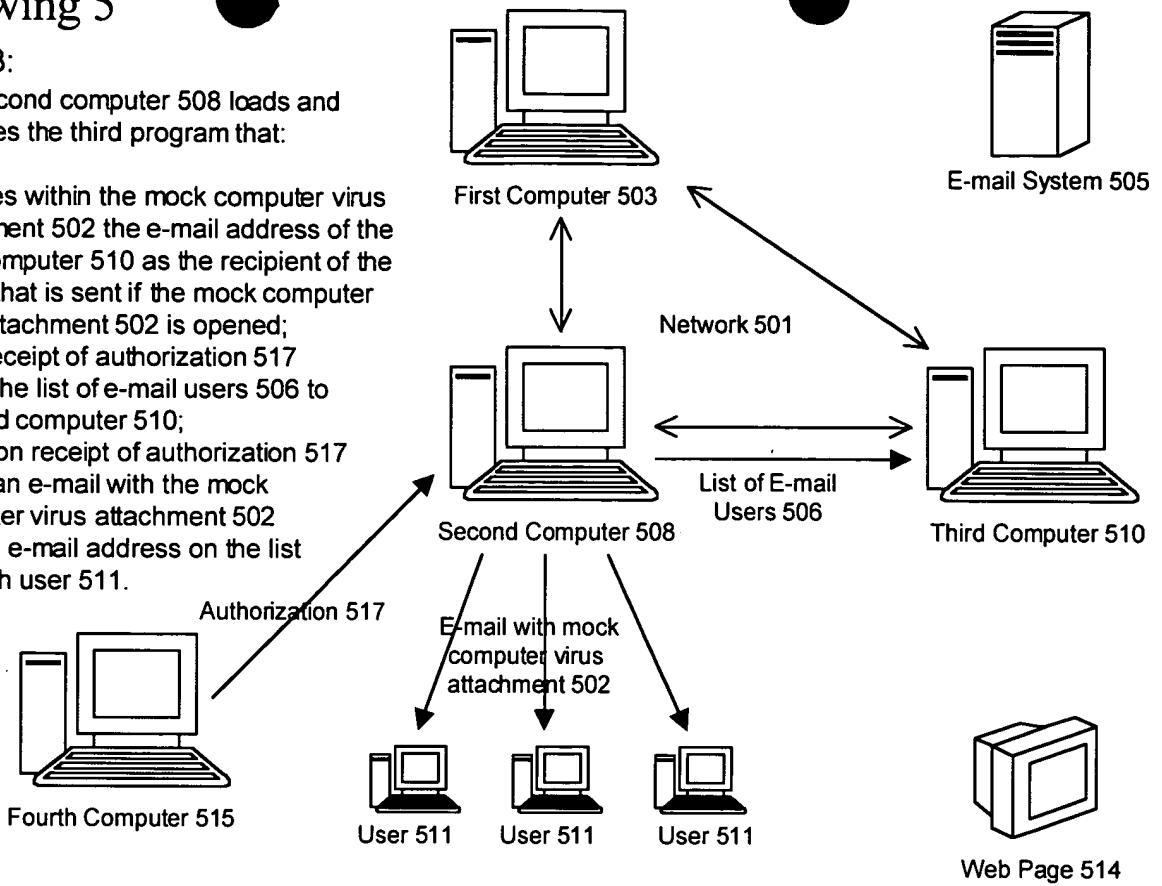 wing 5
3:
cond computer 508 loads and
es the third program that:
es within the mock computer virus
ent 502 the e-mail address of the
mputer 510 as the recipient of the
hat is sent if the mock computer
tachment 502 is opened;
eceipt of authorization 517
he list of e-mail users 506 to
d computer 510;
on receipt of authorization 517
an e-mail with the mock
er virus attachment 502
e-mail address on the list
h user 511.
First Computer 503
E-mail System 505
Network 501
List of E-mail
Users 506
Second Computer 508
Third Computer 510
Authorization 517
E-mail with mock
computer virus
attachment 502
Fourth Computer 515
User 511
User 511
User 511
Web Page 514